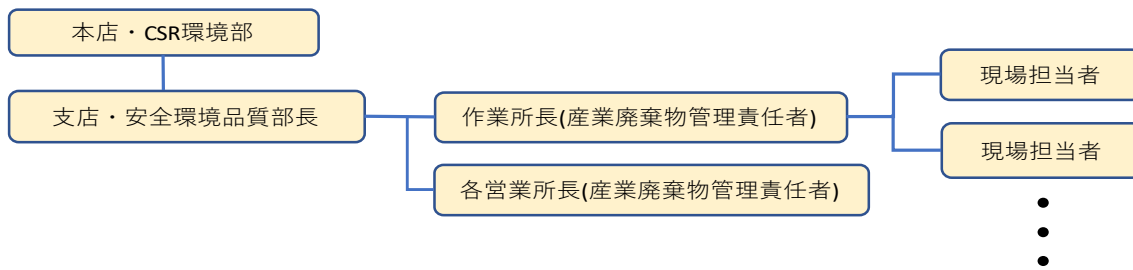 本店・CSR環境部
支店・安全環境品質部長
作業所長(産業廃棄物管理責任者)
各営業所長(産業廃棄物管理責任者)
現場担当者
現場担当者